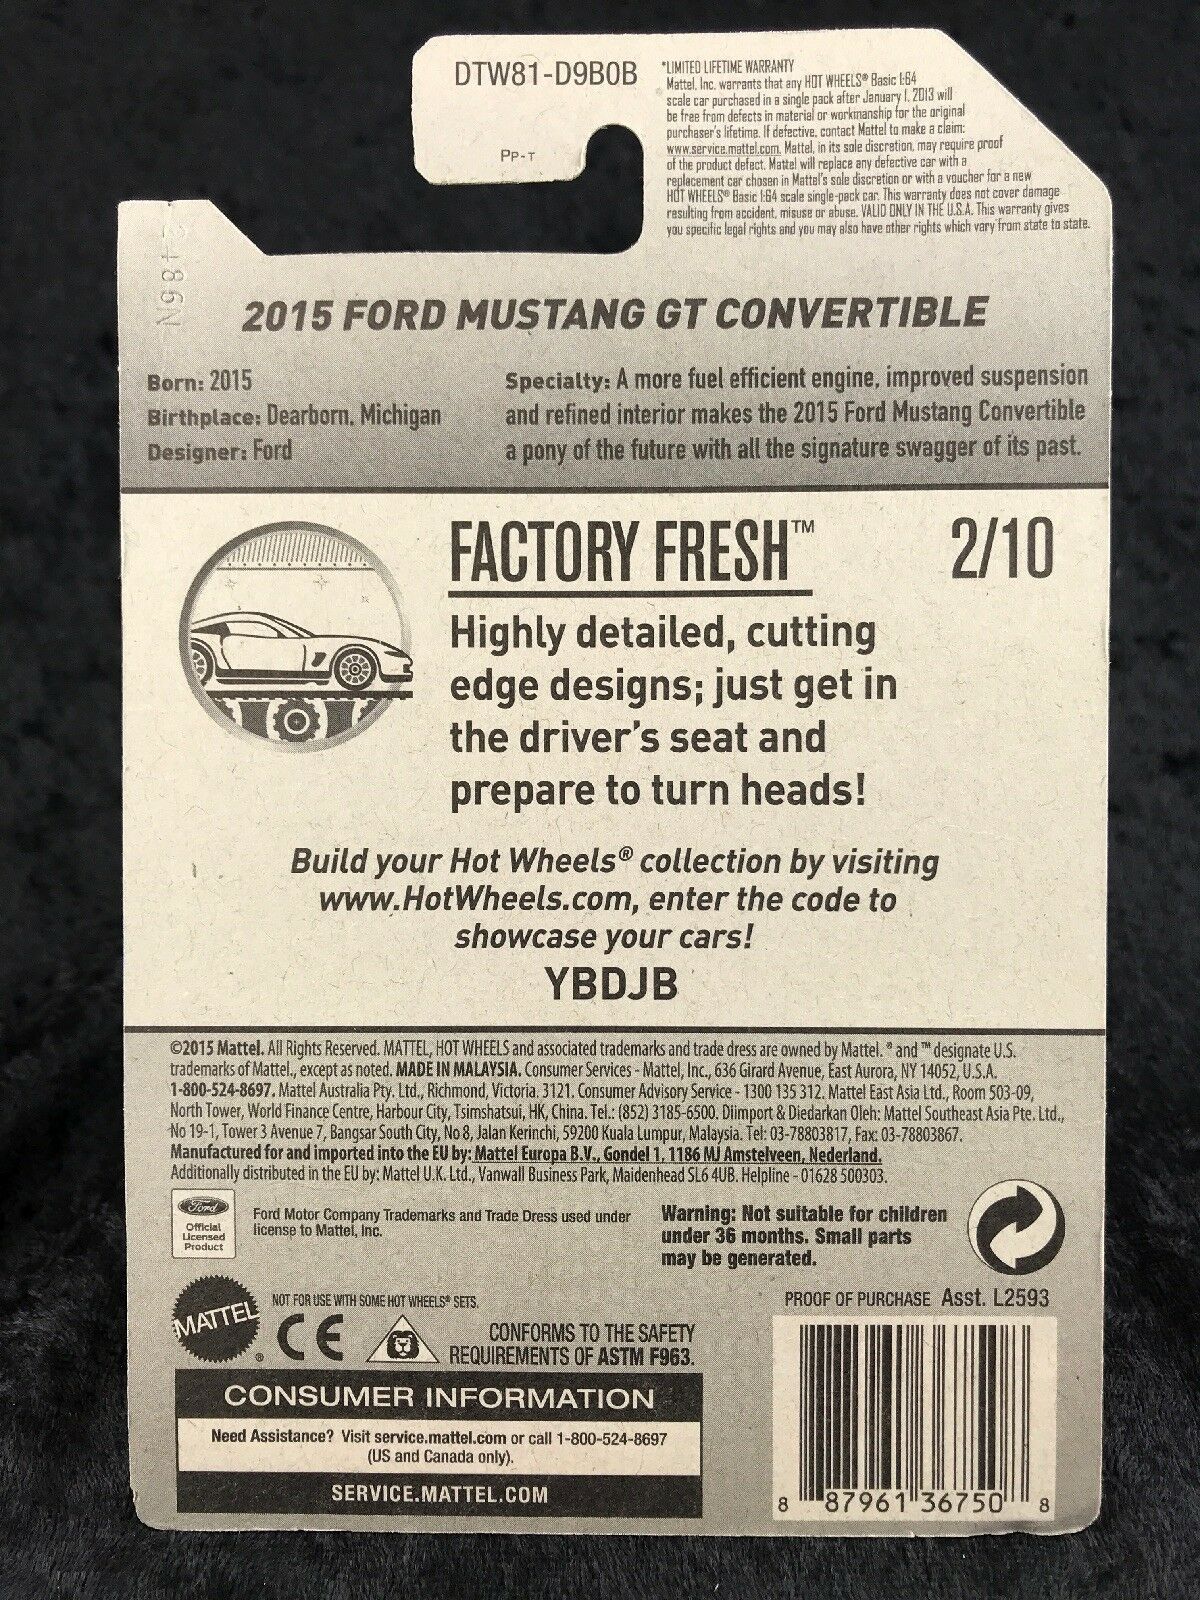 DTW81-D9B0B
PP-T
*LIMITED LIFETIME WARRANTY
Mattel, Inc. warrants that any HOT WHEELS® Basic 1:64
scale car purchased in a single pack after January 1, 2013 will
be free from defects in material or workmanship for the original
purchaser's lifetime. If defective, contact Mattel to make a claim:
www.service.mattel.com. Mattel, in its sole discretion, may require proof
of the product defect. Mattel will replace any defective car with a
replacement car chosen in Mattel's sole discretion or with a voucher for a new
HOT WHEELS® Basic 1:64 scale single-pack car. This warranty does not cover damage
resulting from accident, misuse or abuse. VALID ONLY IN THE U.S.A. This warranty gives
you specific legal rights and you may also have other rights which vary from state to state.
2015 FORD MUSTANG GT CONVERTIBLE
Born: 2015
Birthplace: Dearborn, Michigan
Designer: Ford
Specialty: A more fuel efficient engine, improved suspension
and refined interior makes the 2015 Ford Mustang Convertible
a pony of the future with all the signature swagger of its past.
FACTORY FRESH™
2/10
Highly detailed, cutting
edge designs; just get in
the driver's seat and
prepare to turn heads!
Build your Hot Wheels® collection by visiting
www.HotWheels.com, enter the code to
showcase your cars!
YBDJB
©2015 Mattel. All Rights Reserved. MATTEL, HOT WHEELS and associated trademarks and trade dress are owned by Mattel. ® and ™ designate U.S.
trademarks of Mattel., except as noted. MADE IN MALAYSIA. Consumer Services - Mattel, Inc., 636 Girard Avenue, East Aurora, NY 14052, U.S.A.
1-800-524-8697. Mattel Australia Pty. Ltd., Richmond, Victoria. 3121. Consumer Advisory Service - 1300 135 312. Mattel East Asia Ltd., Room 503-09,
North Tower, World Finance Centre, Harbour City, Tsimshatsui, HK, China. Tel.: (852) 3185-6500. Diimport & Diedarkan Oleh: Mattel Southeast Asia Pte. Ltd.,
No 19-1, Tower 3 Avenue 7, Bangsar South City, No 8, Jalan Kerinchi, 59200 Kuala Lumpur, Malaysia. Tel: 03-78803817, Fax: 03-78803867.
Manufactured for and imported into the EU by: Mattel Europa B.V., Gondel 1, 1186 MJ Amstelveen, Nederland.
Additionally distributed in the EU by: Mattel U.K. Ltd., Vanwall Business Park, Maidenhead SL6 4UB. Helpline - 01628 500303.
Ford
Official
Licensed
Product
Ford Motor Company Trademarks and Trade Dress used under
license to Mattel, Inc.
Warning: Not suitable for children
under 36 months. Small parts
may be generated.
MATTEL®
NOT FOR USE WITH SOME HOT WHEELS® SETS.
CE
CONFORMS TO THE SAFETY
REQUIREMENTS OF ASTM F963.
PROOF OF PURCHASE Asst. L2593
CONSUMER INFORMATION
Need Assistance? Visit service.mattel.com or call 1-800-524-8697
(US and Canada only).
SERVICE.MATTEL.COM
8 87961 36750 8